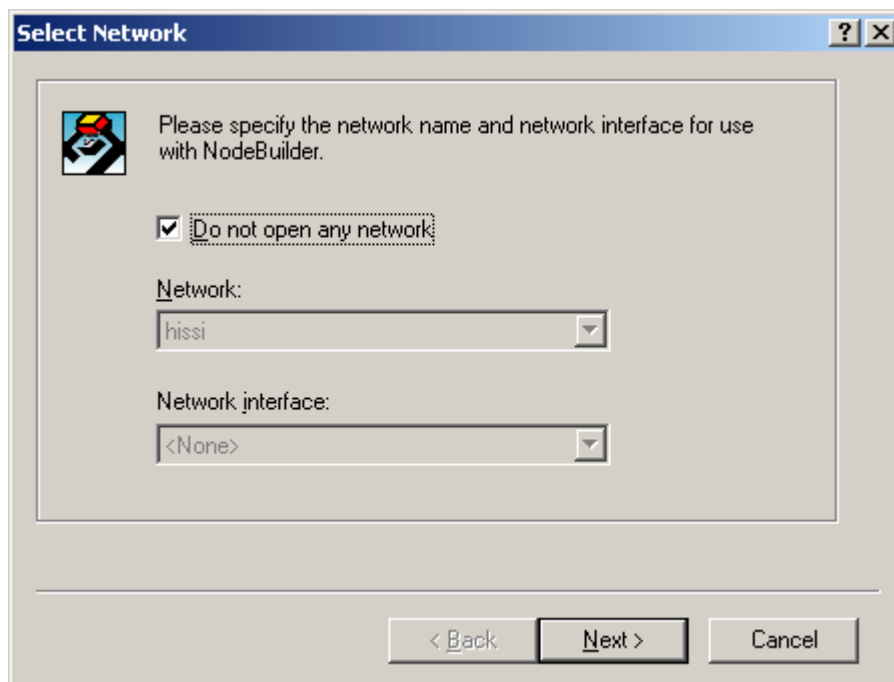 Select Network
Please specify the network name and network interface for use
with NodeBuilder.
Do not open any network
Network:
hissi
Network interface:
<None>
< Back
Next >
Cancel